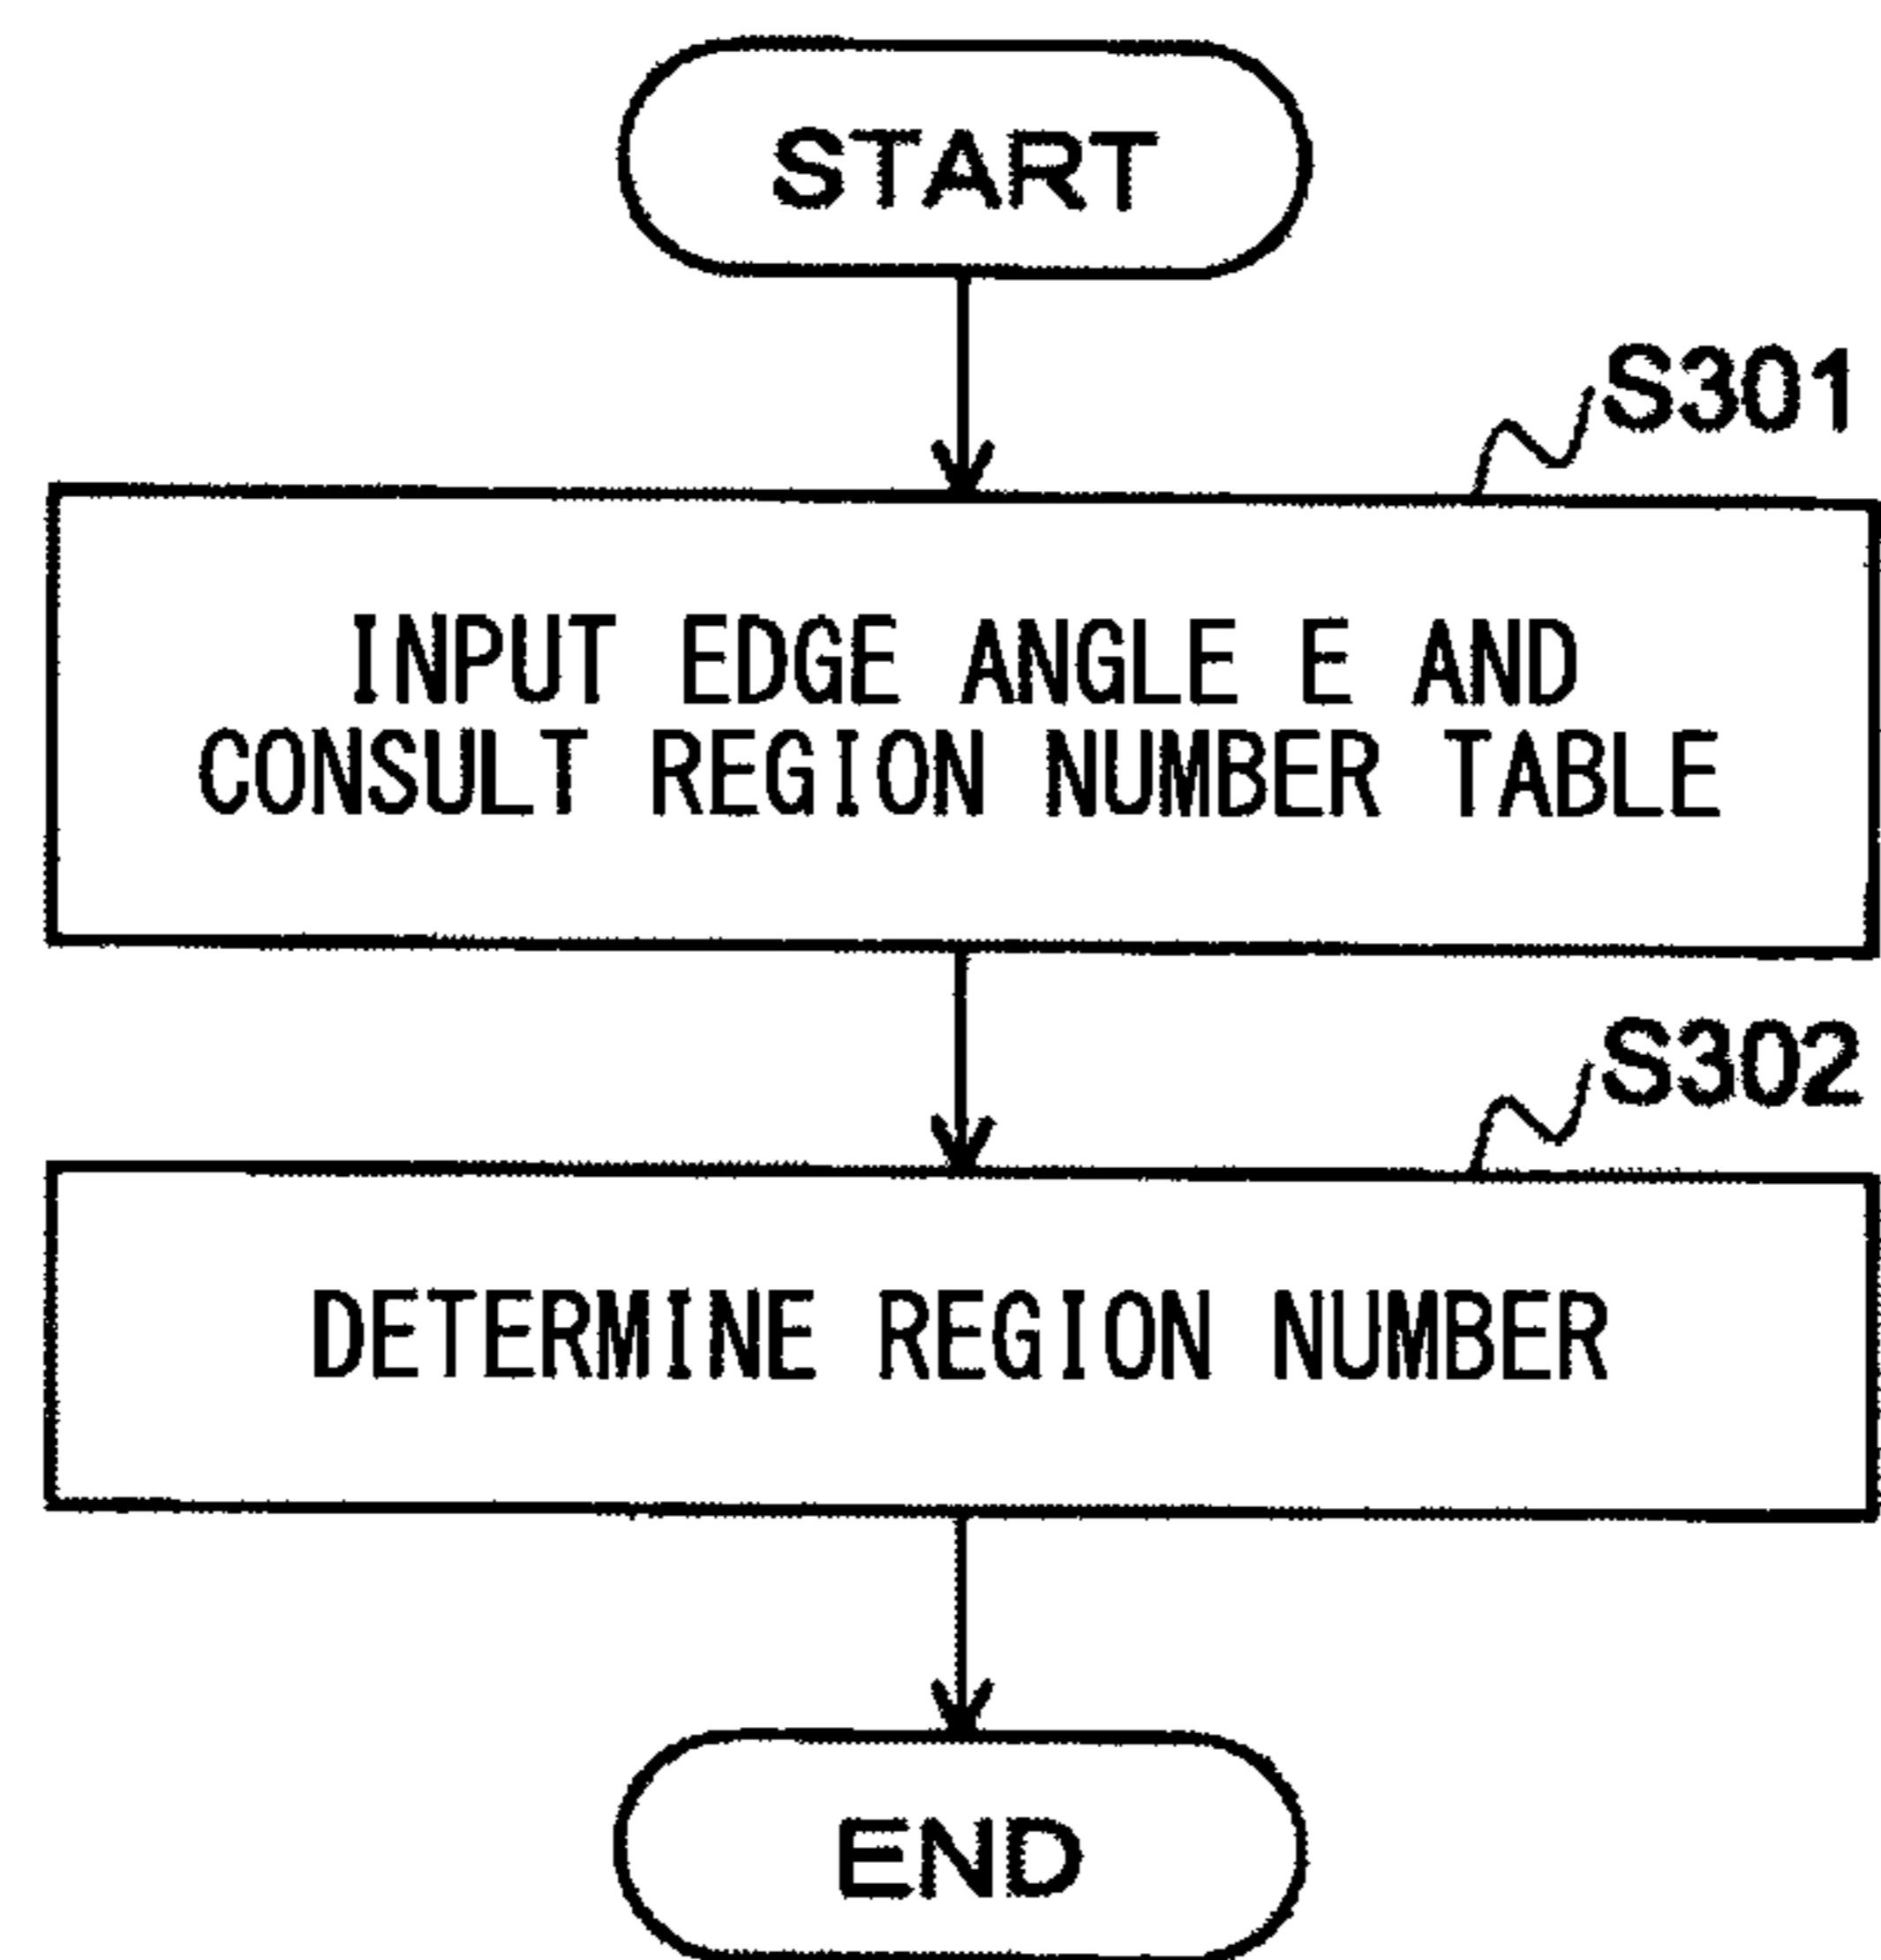 START
S301
INPUT EDGE ANGLE E AND
CONSULT REGION NUMBER TABLE
S302
DETERMINE REGION NUMBER
END